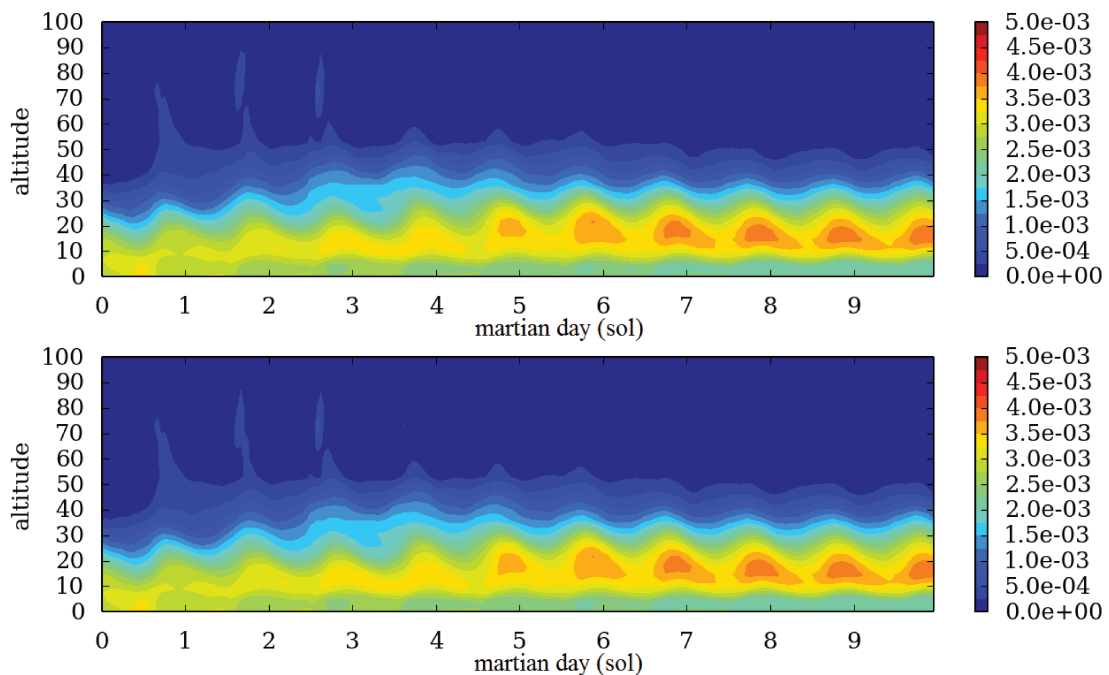 100
90
80
70
60
50
40
30
20
10
0
altitude
0 1 2 3 4 5 6 7 8 9
martian day (sol)
5.0e-03
4.5e-03
4.0e-03
3.5e-03
3.0e-03
2.5e-03
2.0e-03
1.5e-03
1.0e-03
5.0e-04
0.0e+00
100
90
80
70
60
50
40
30
20
10
0
altitude
0 1 2 3 4 5 6 7 8 9
martian day (sol)
5.0e-03
4.5e-03
4.0e-03
3.5e-03
3.0e-03
2.5e-03
2.0e-03
1.5e-03
1.0e-03
5.0e-04
0.0e+00